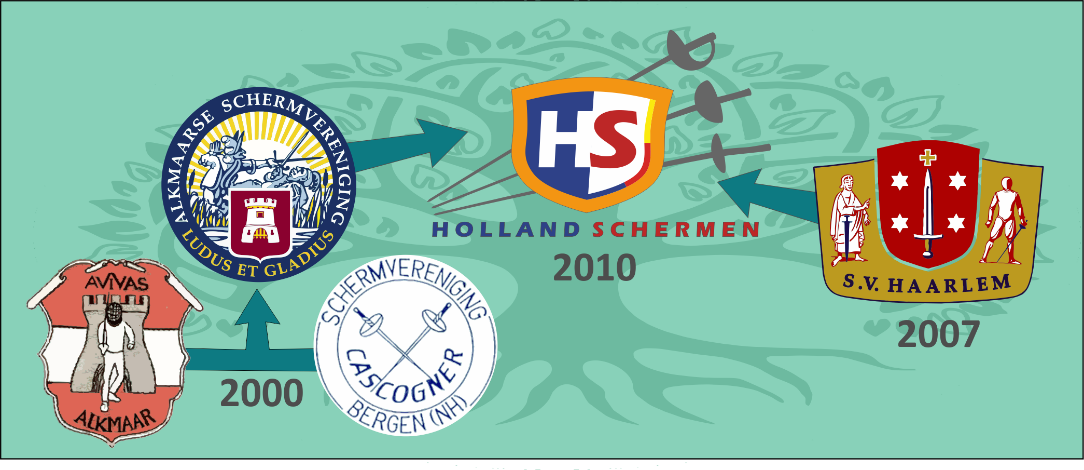 ALKMAARSE SCHERMVERENIGING
LUDUS ET GLADIUS
HS
HOLLAND SCHERMEN
2010
S.V. HAARLEM
2007
AVIVAS
ALKMAAR
2000
SCHERMVERENIGING
CASCOGNER
BERGEN (NH)